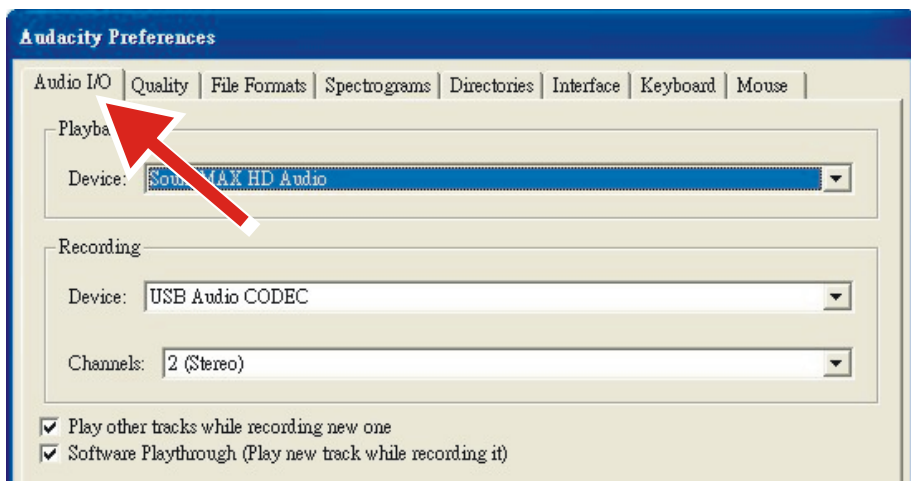 Audacity Preferences
Audio I/O Quality File Formats Spectrograms Directories Interface Keyboard Mouse
Device: HD Audio
Recording
Device: USB Audio CODEC
Channels: 2 (Stereo)
Play other tracks while recording new one
Software Playthrough (Play new track while recording it)